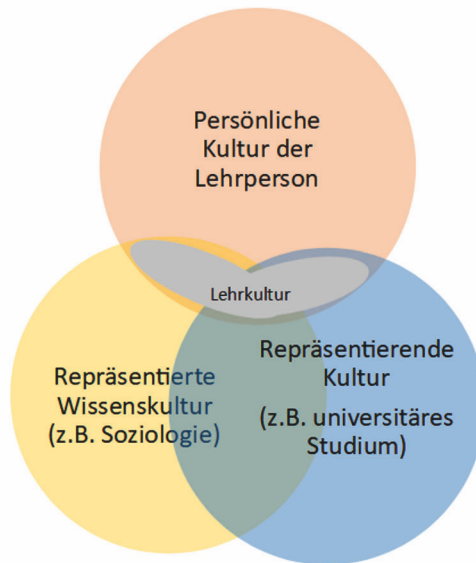 Persönliche
Kultur der
Lehrperson
Lehrkultur
Repräsentierte
Wissenskultur
(z.B. Soziologie)
Repräsentierende
Kultur
(z.B. universitäres
Studium)